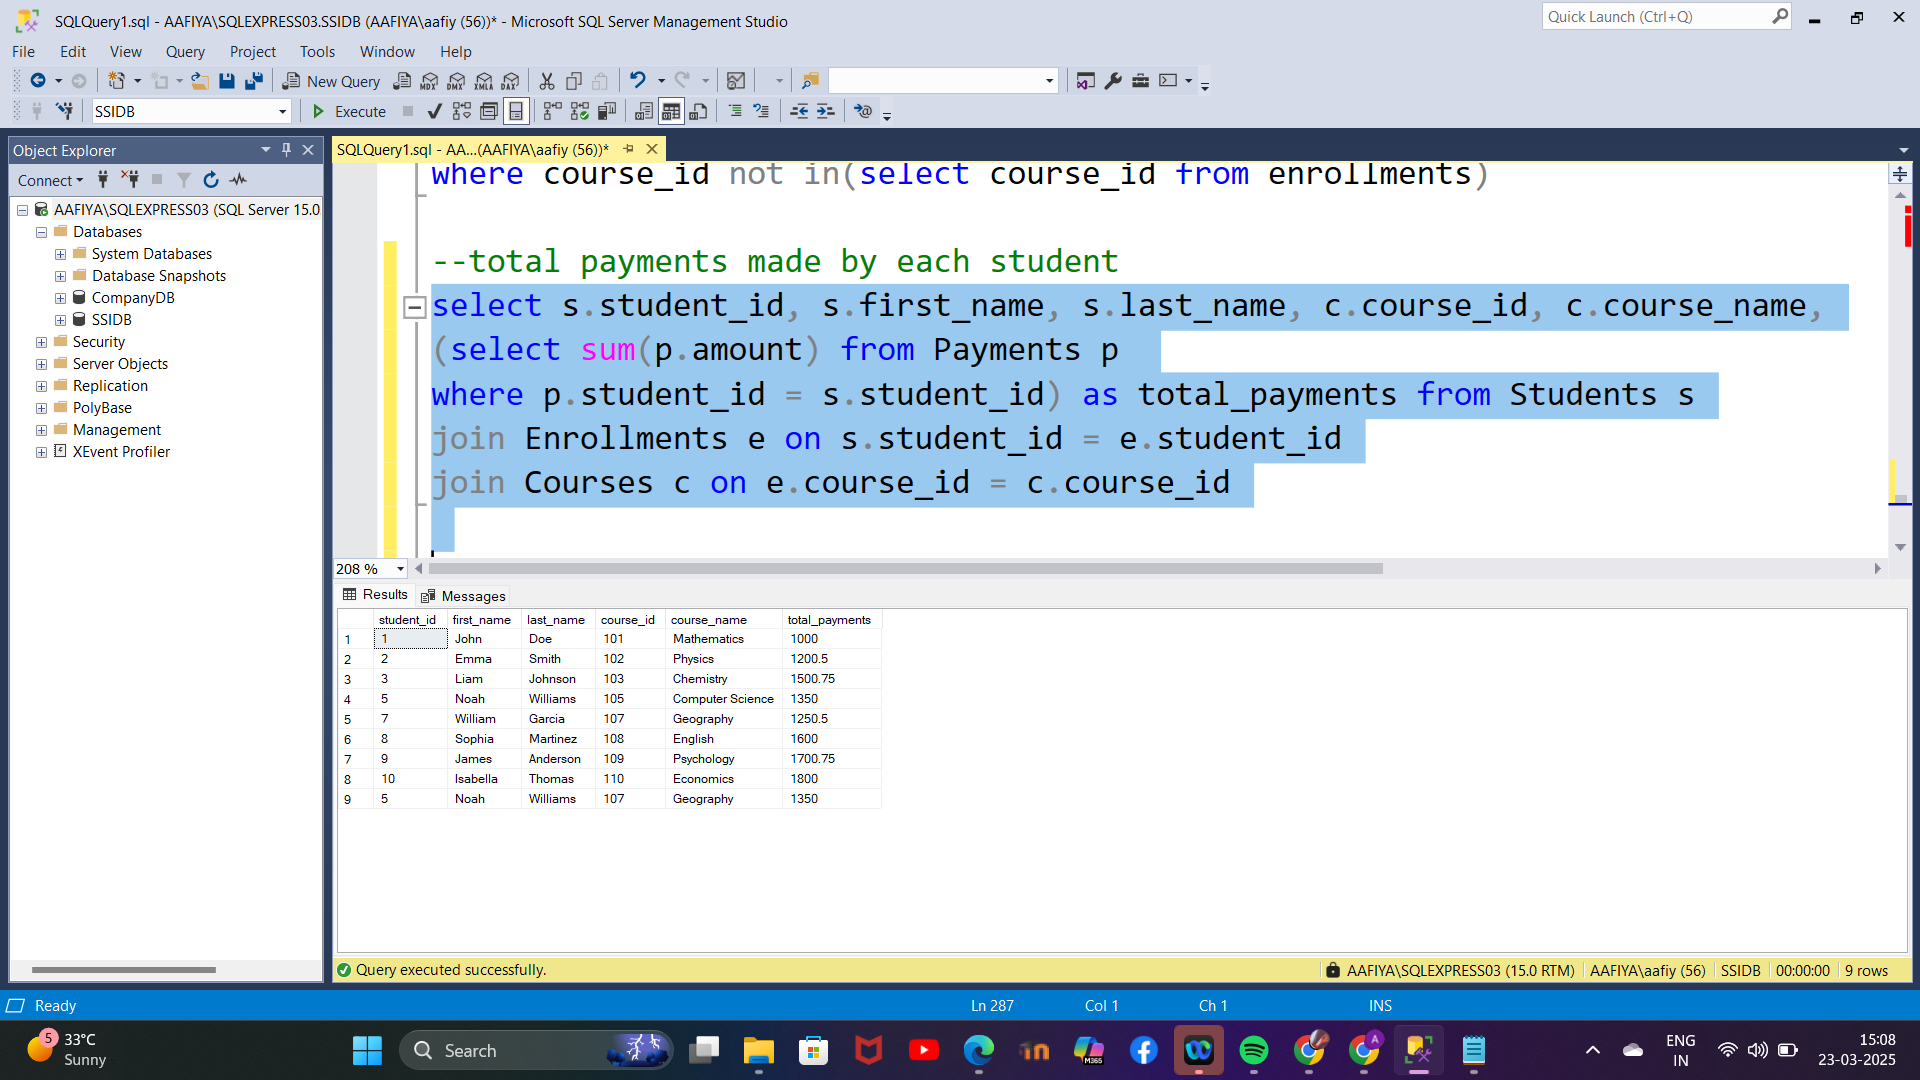 SQLQuery1.sql - AAFIYA\SQLEXPRESS03.SSIDB (AAFIYA\aafiy (56))* - Microsoft SQL Server Management Studio
Quick Launch (Ctrl+Q)
File Edit View Query Project Tools Window Help
New Query
MDX DMX XMLA DAX
SSIDB
Execute
Object Explorer
Connect
AAFIYA\SQLEXPRESS03 (SQL Server 15.0
Databases
System Databases
Database Snapshots
CompanyDB
SSIDB
Security
Server Objects
Replication
PolyBase
Management
XEvent Profiler
SQLQuery1.sql - AA...(AAFIYA\aafiy (56))*
where course_id not in(select course_id from enrollments)
--total payments made by each student
select s.student_id, s.first_name, s.last_name, c.course_id, c.course_name,
(select sum(p.amount) from Payments p
where p.student_id = s.student_id) as total_payments from Students s
join Enrollments e on s.student_id = e.student_id
join Courses c on e.course_id = c.course_id
208 %
Results Messages
student_id first_name last_name course_id course_name total_payments
1 1 John Doe 101 Mathematics 1000
2 2 Emma Smith 102 Physics 1200.5
3 3 Liam Johnson 103 Chemistry 1500.75
4 5 Noah Williams 105 Computer Science 1350
5 7 William Garcia 107 Geography 1250.5
6 8 Sophia Martinez 108 English 1600
7 9 James Anderson 109 Psychology 1700.75
8 10 Isabella Thomas 110 Economics 1800
9 5 Noah Williams 107 Geography 1350
Query executed successfully.
AAFIYA\SQLEXPRESS03 (15.0 RTM) AAFIYA\aafiy (56) SSIDB 00:00:00 9 rows
Ready
Ln 287 Col 1 Ch 1 INS
5
33°C
Sunny
Search
in
M365
A
ENG
IN
15:08
23-03-2025